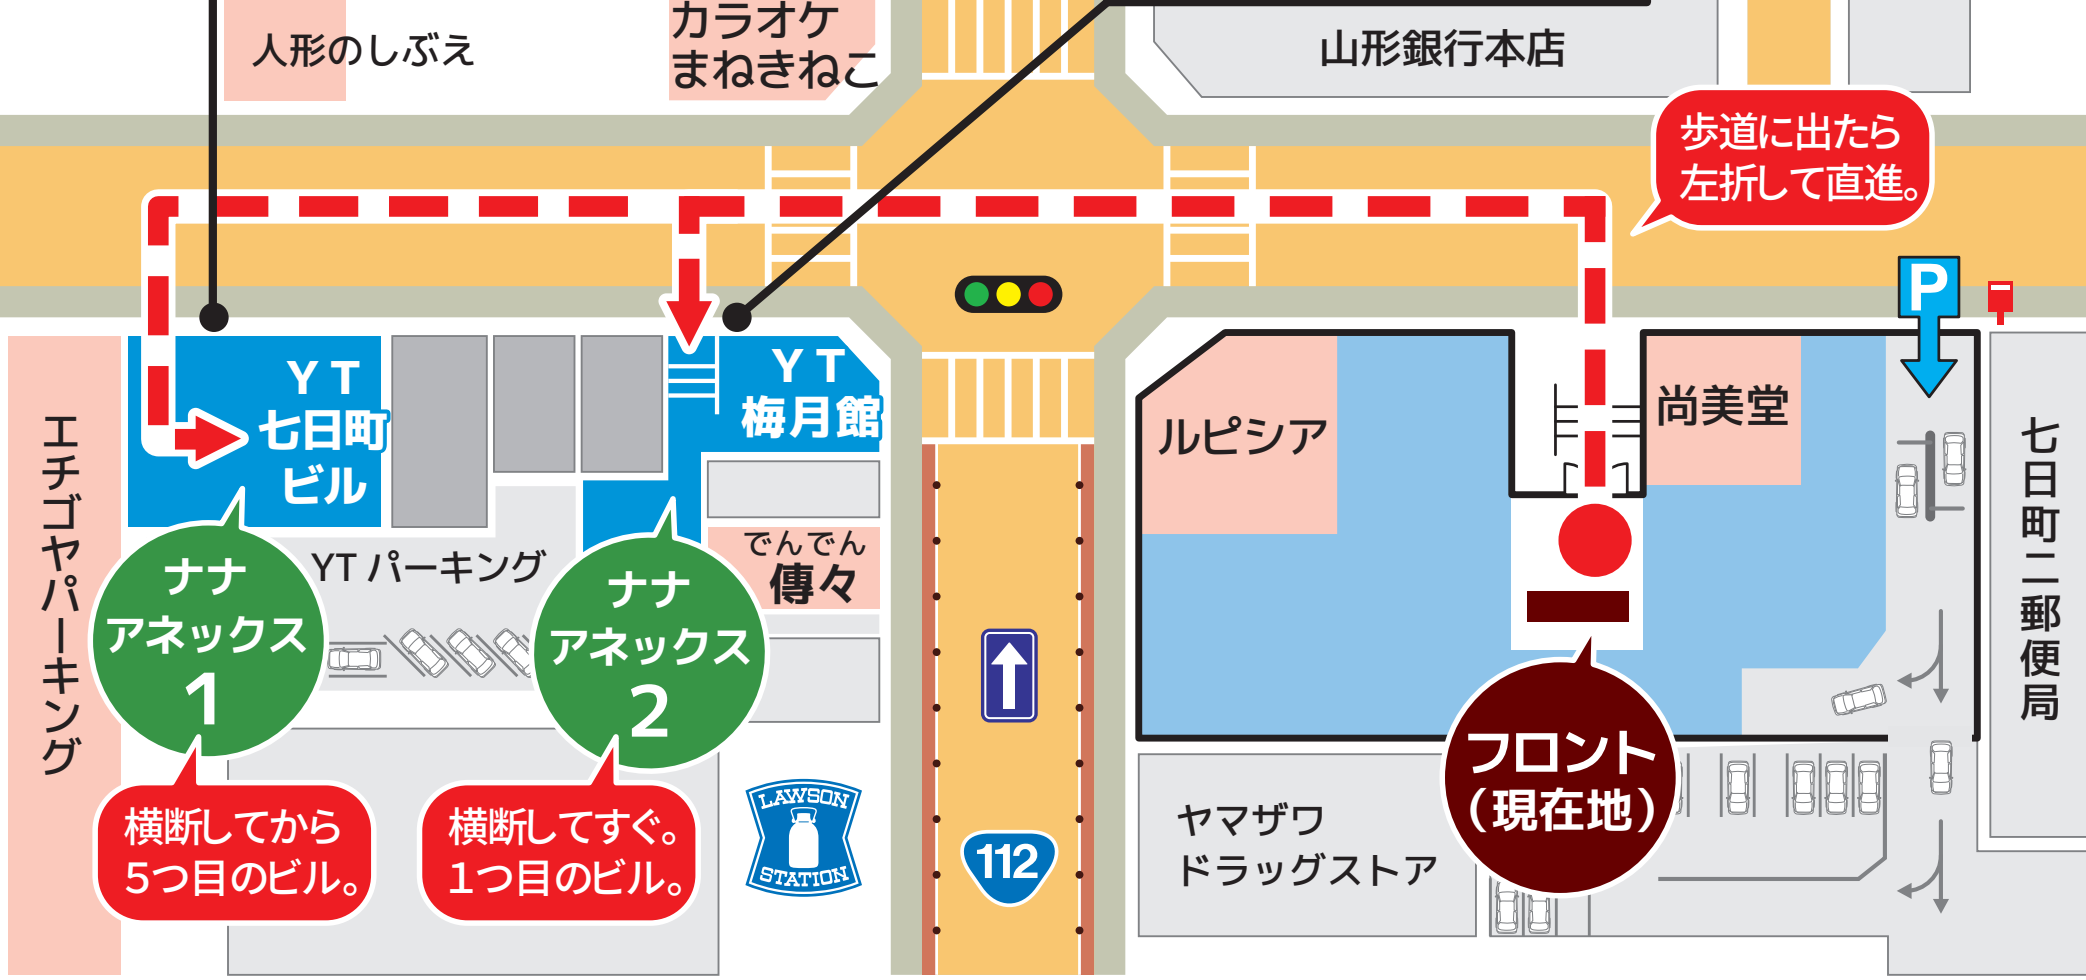 人形のしぶえ
カラオケ
まねきねこ
山形銀行本店
歩道に出たら
左折して直進。
P
YT
七日町
ビル
YT
梅月館
ルピシア
尚美堂
エチゴヤパーキング
七日町二郵便局
YTパーキング
でんでん
傳々
ナナ
アネックス
1
ナナ
アネックス
2
フロント
（現在地）
横断してから
5つ目のビル。
横断してすぐ。
1つ目のビル。
LAWSON
STATION
112
ヤマザワ
ドラッグストア